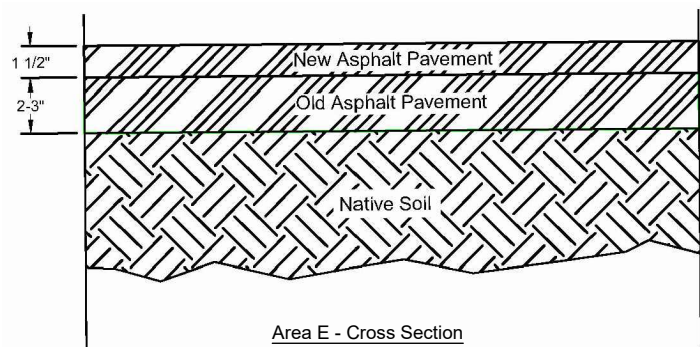 New Asphalt Pavement
1 1/2"
Old Asphalt Pavement
2-3"
Native Soil
Area E - Cross Section